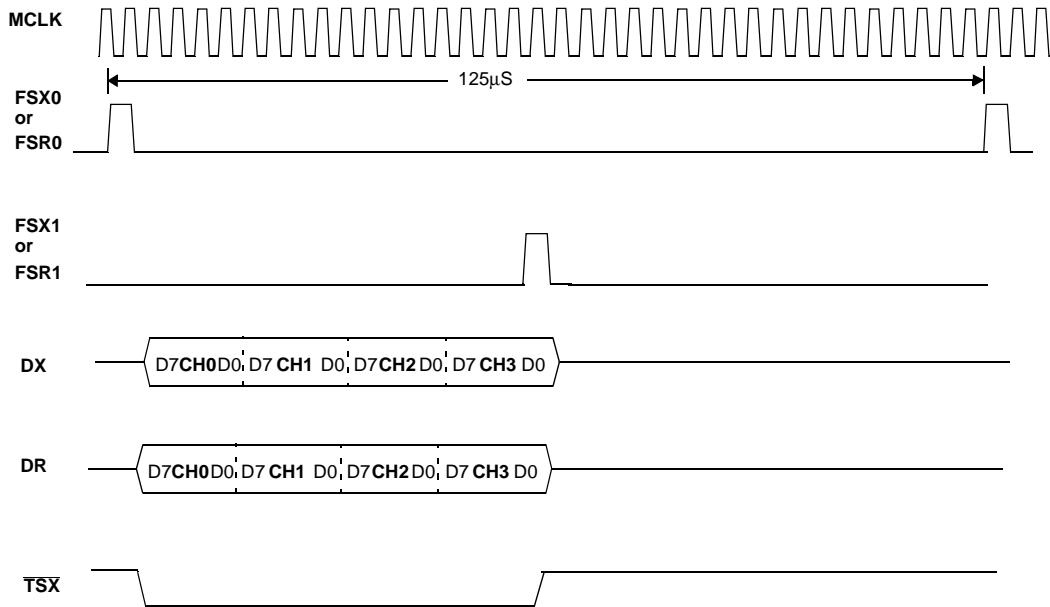 MCLK
125µS
FSX0
or
FSR0
FSX1
or
FSR1
DX
D7CH0D0 D7 CH1 D0 D7CH2D0 D7 CH3 D0
DR
D7CH0D0 D7 CH1 D0 D7CH2D0 D7 CH3 D0
TSX